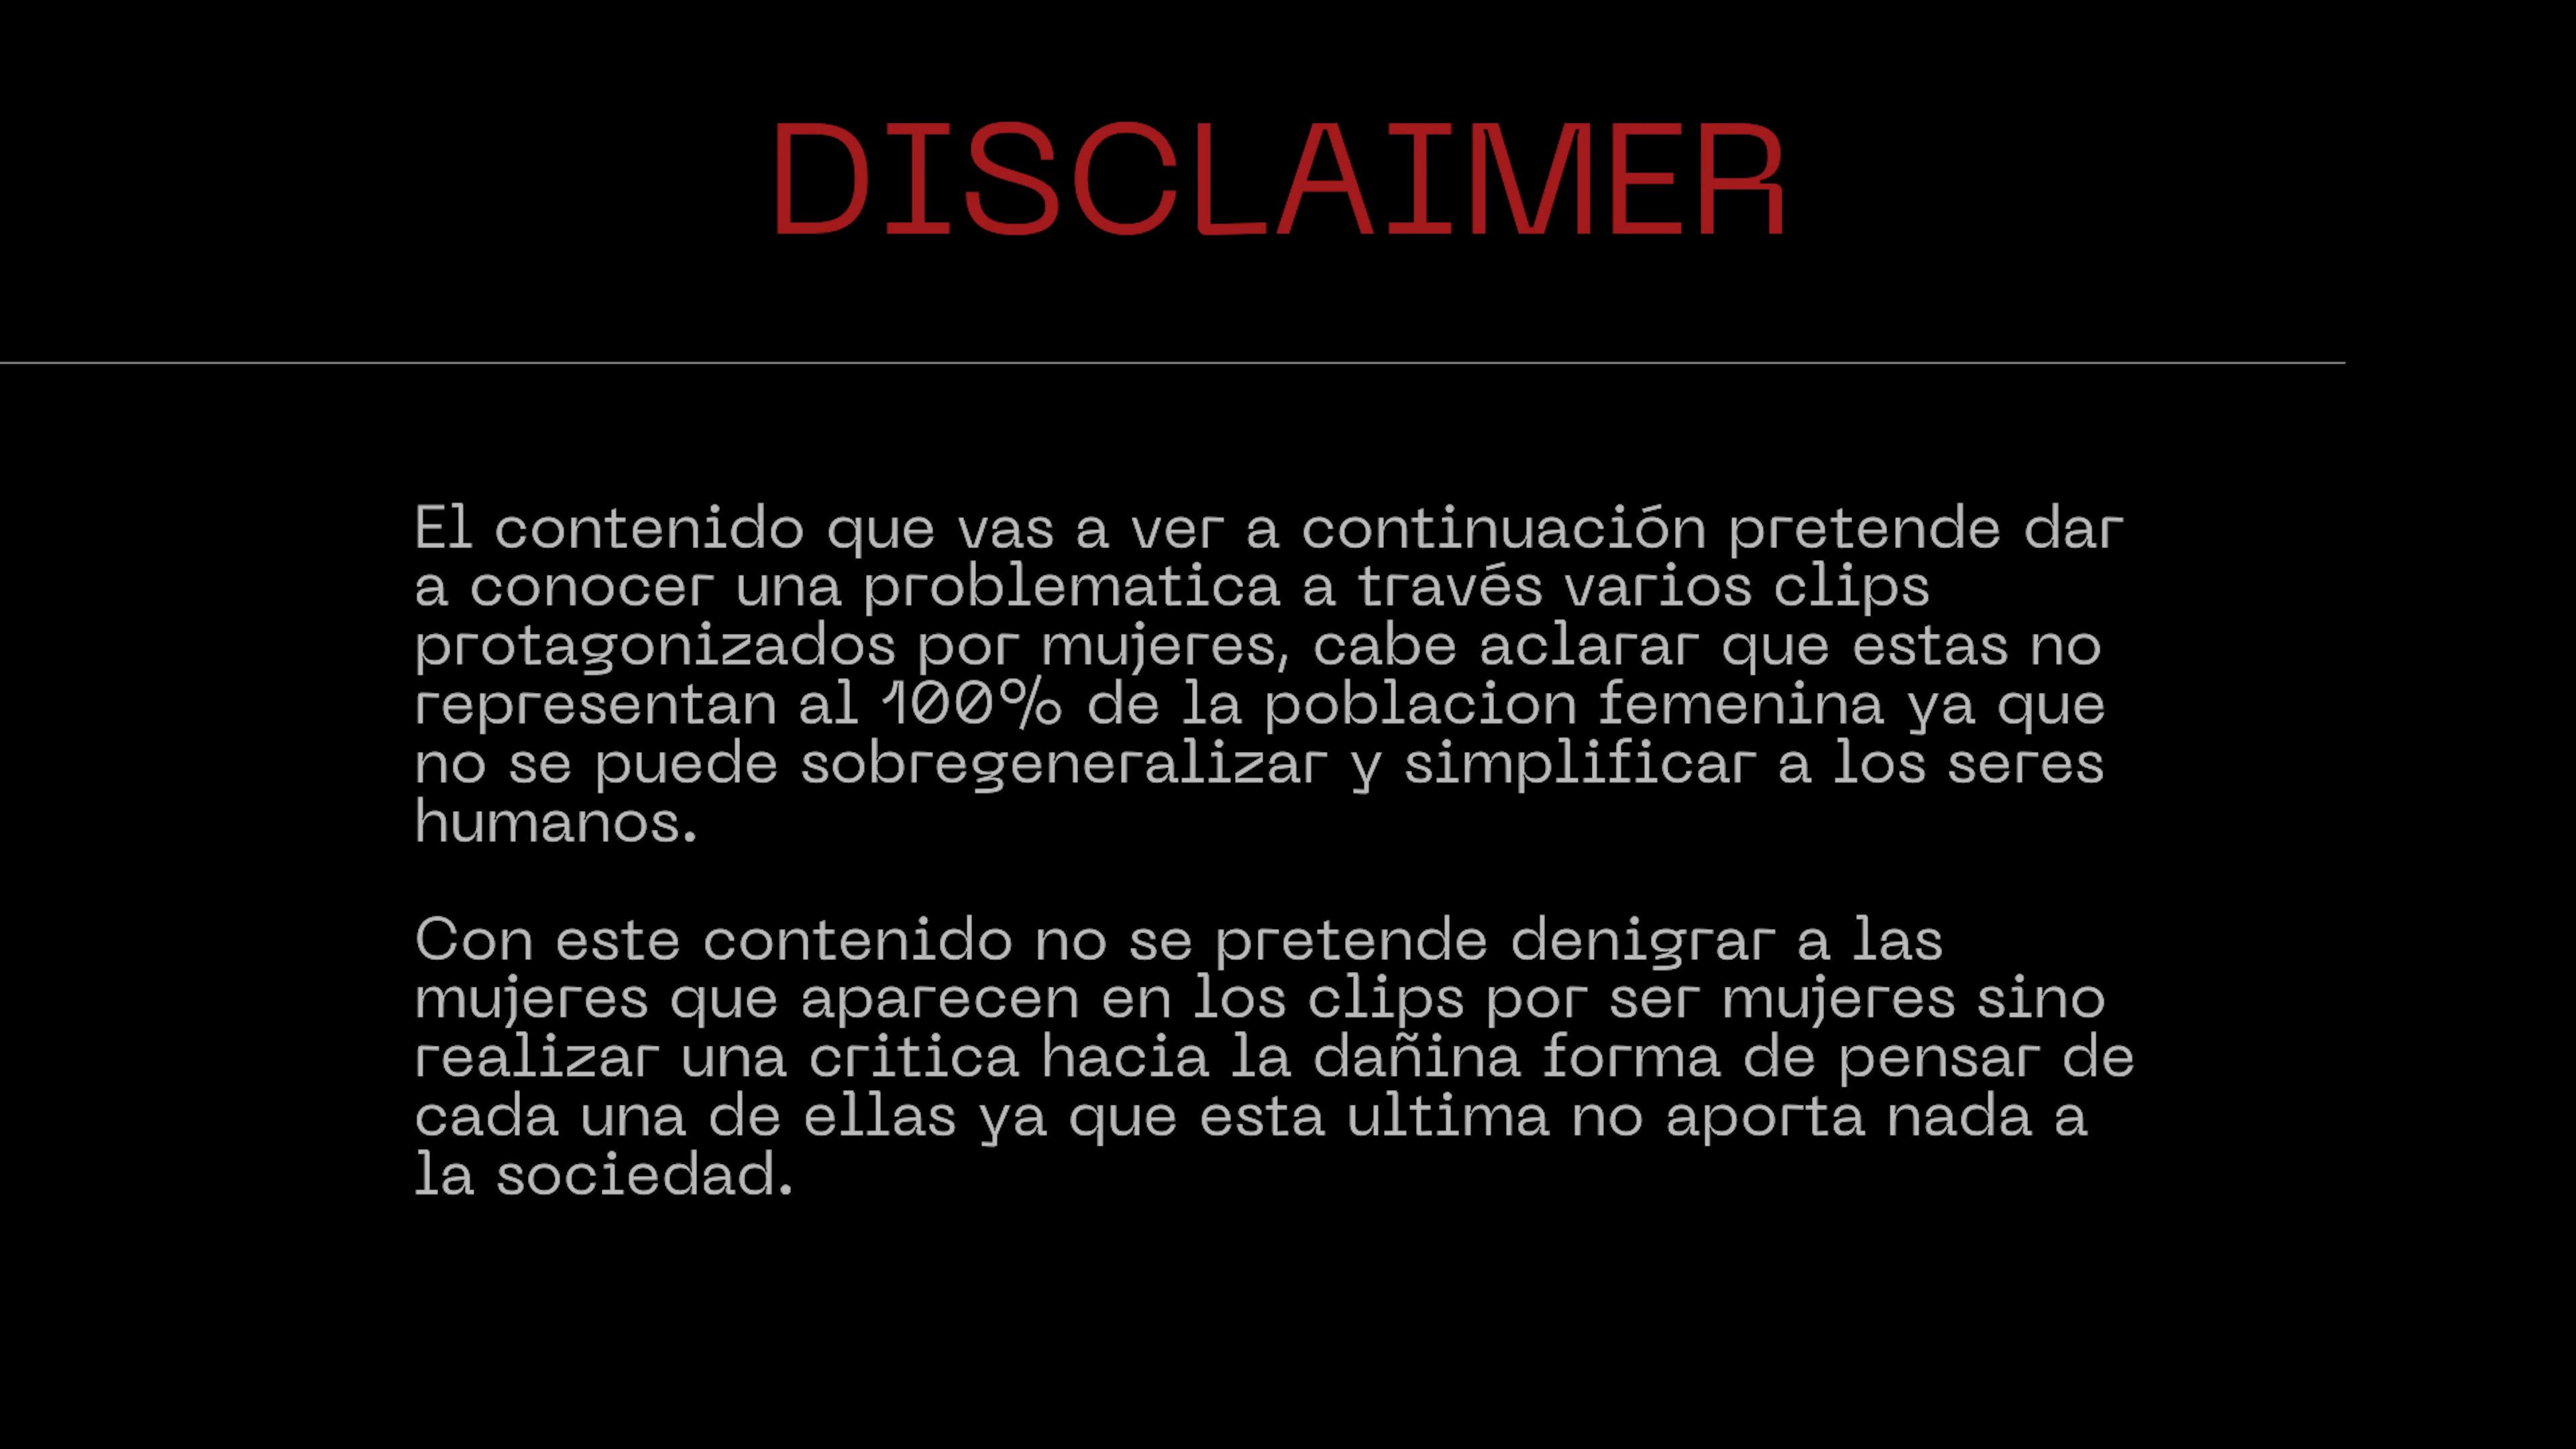 DISCLAIMER
El contenido que vas a ver a continuación pretende dar
a conocer una problematica a través varios clips
protagonizados por mujeres, cabe aclarar que estas no
representan al 100% de la poblacion femenina ya que
no se puede sobregeneralizar y simplificar a los seres
humanos.
Con este contenido no se pretende denigrar a las
mujeres que aparecen en los clips por ser mujeres sino
realizar una critica hacia la dañina forma de pensar de
cada una de ellas ya que esta ultima no aporta nada a
la sociedad.